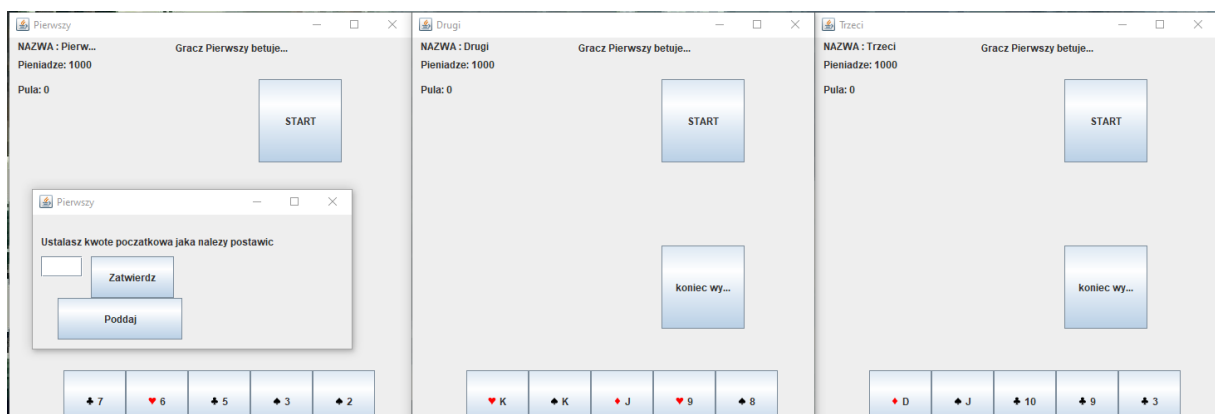 Pierwszy
NAZWA : Pierw...
Gracz Pierwszy betuje...
Pieniadze: 1000
Pula: 0
START
Pierwszy
Ustalasz kwote poczatkowa jaka nalezy postawic
Zatwierdz
Poddaj
♣ 7 ♥ 6 ♣ 5 ♠ 3 ♠ 2
Drugi
NAZWA : Drugi
Gracz Pierwszy betuje...
Pieniadze: 1000
Pula: 0
START
koniec wy...
♥ K ♠ K ♦ J ♥ 9 ♠ 8
Trzeci
NAZWA : Trzeci
Gracz Pierwszy betuje...
Pieniadze: 1000
Pula: 0
START
koniec wy...
♦ D ♠ J ♣ 10 ♣ 9 ♣ 3